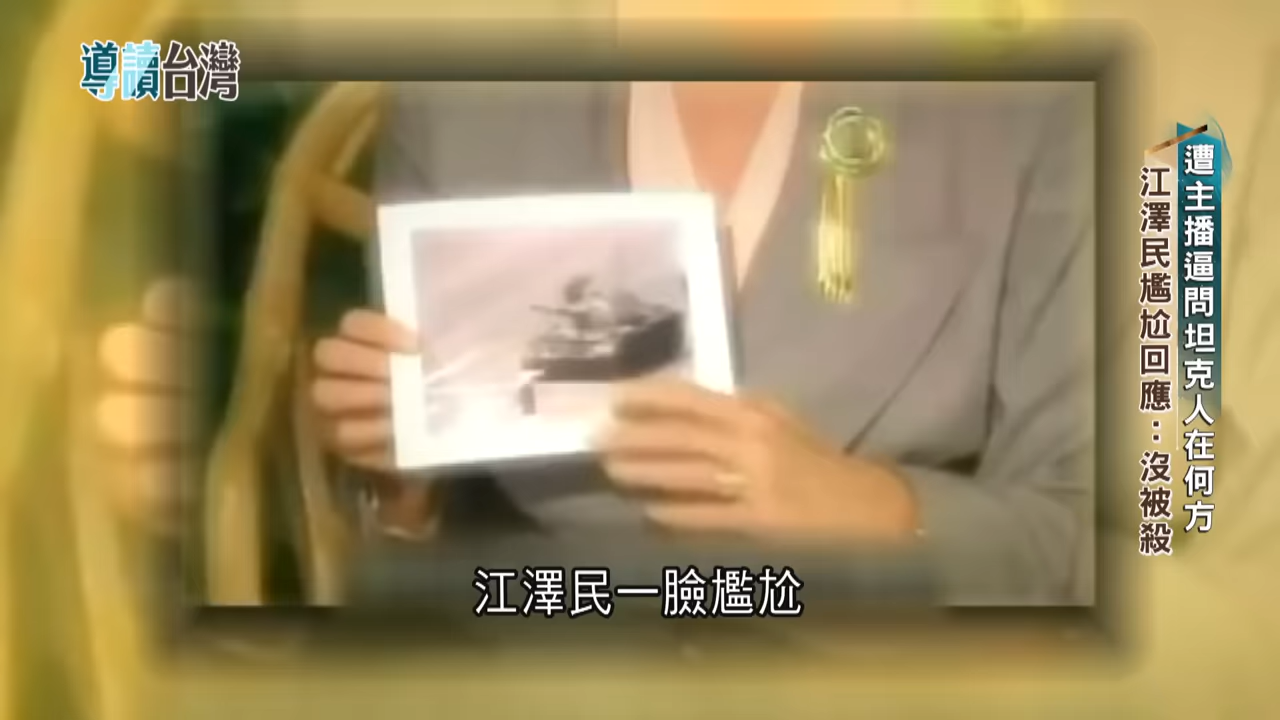 導讀台灣
遭主播逼問坦克人在何方
江澤民尷尬回應：沒被殺
江澤民一臉尷尬